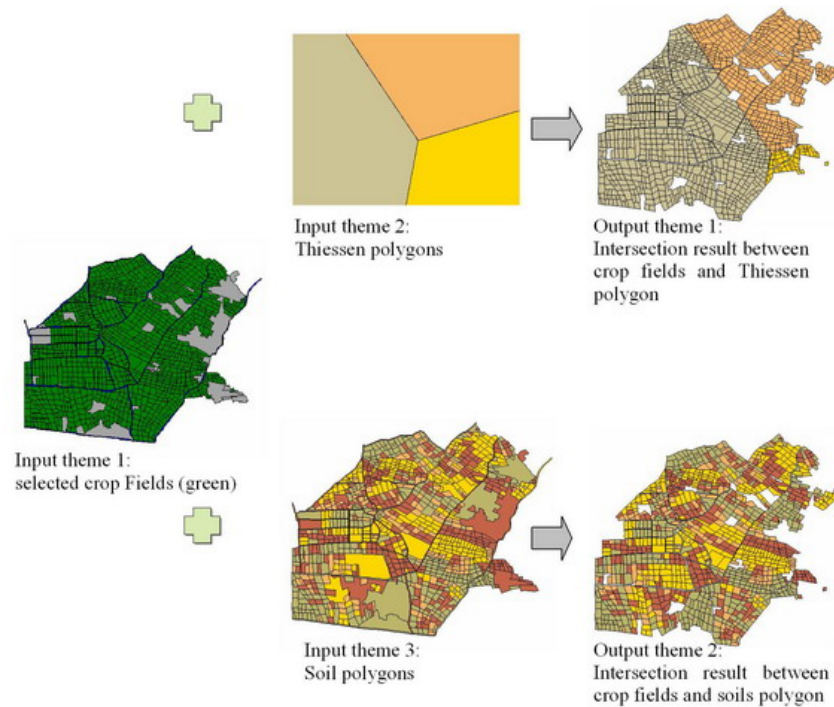 Input theme 2:
Thiessen polygons
Output theme 1:
Intersection result between
crop fields and Thiessen
polygon
Input theme 1:
selected crop Fields (green)
Input theme 3:
Soil polygons
Output theme 2:
Intersection result between
crop fields and soils polygon